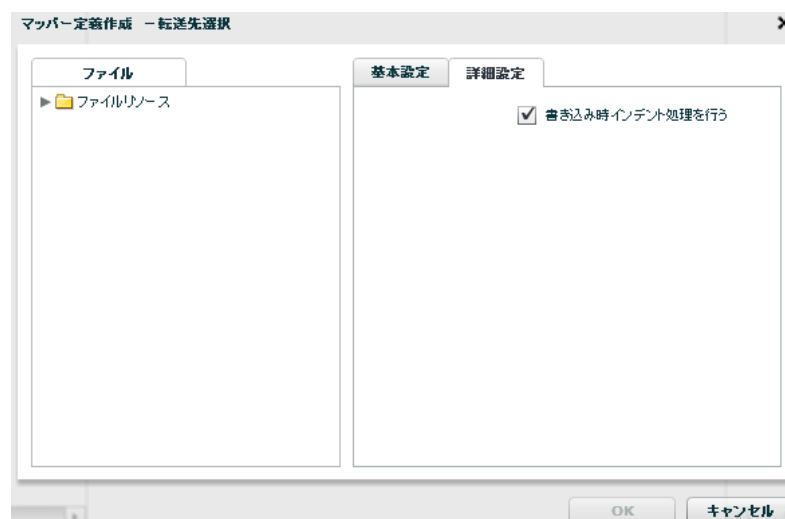 マッパー定義作成 －転送先選択
ファイル
ファイルリソース
基本設定 詳細設定
書き込み時インデント処理を行う
OK キャンセル